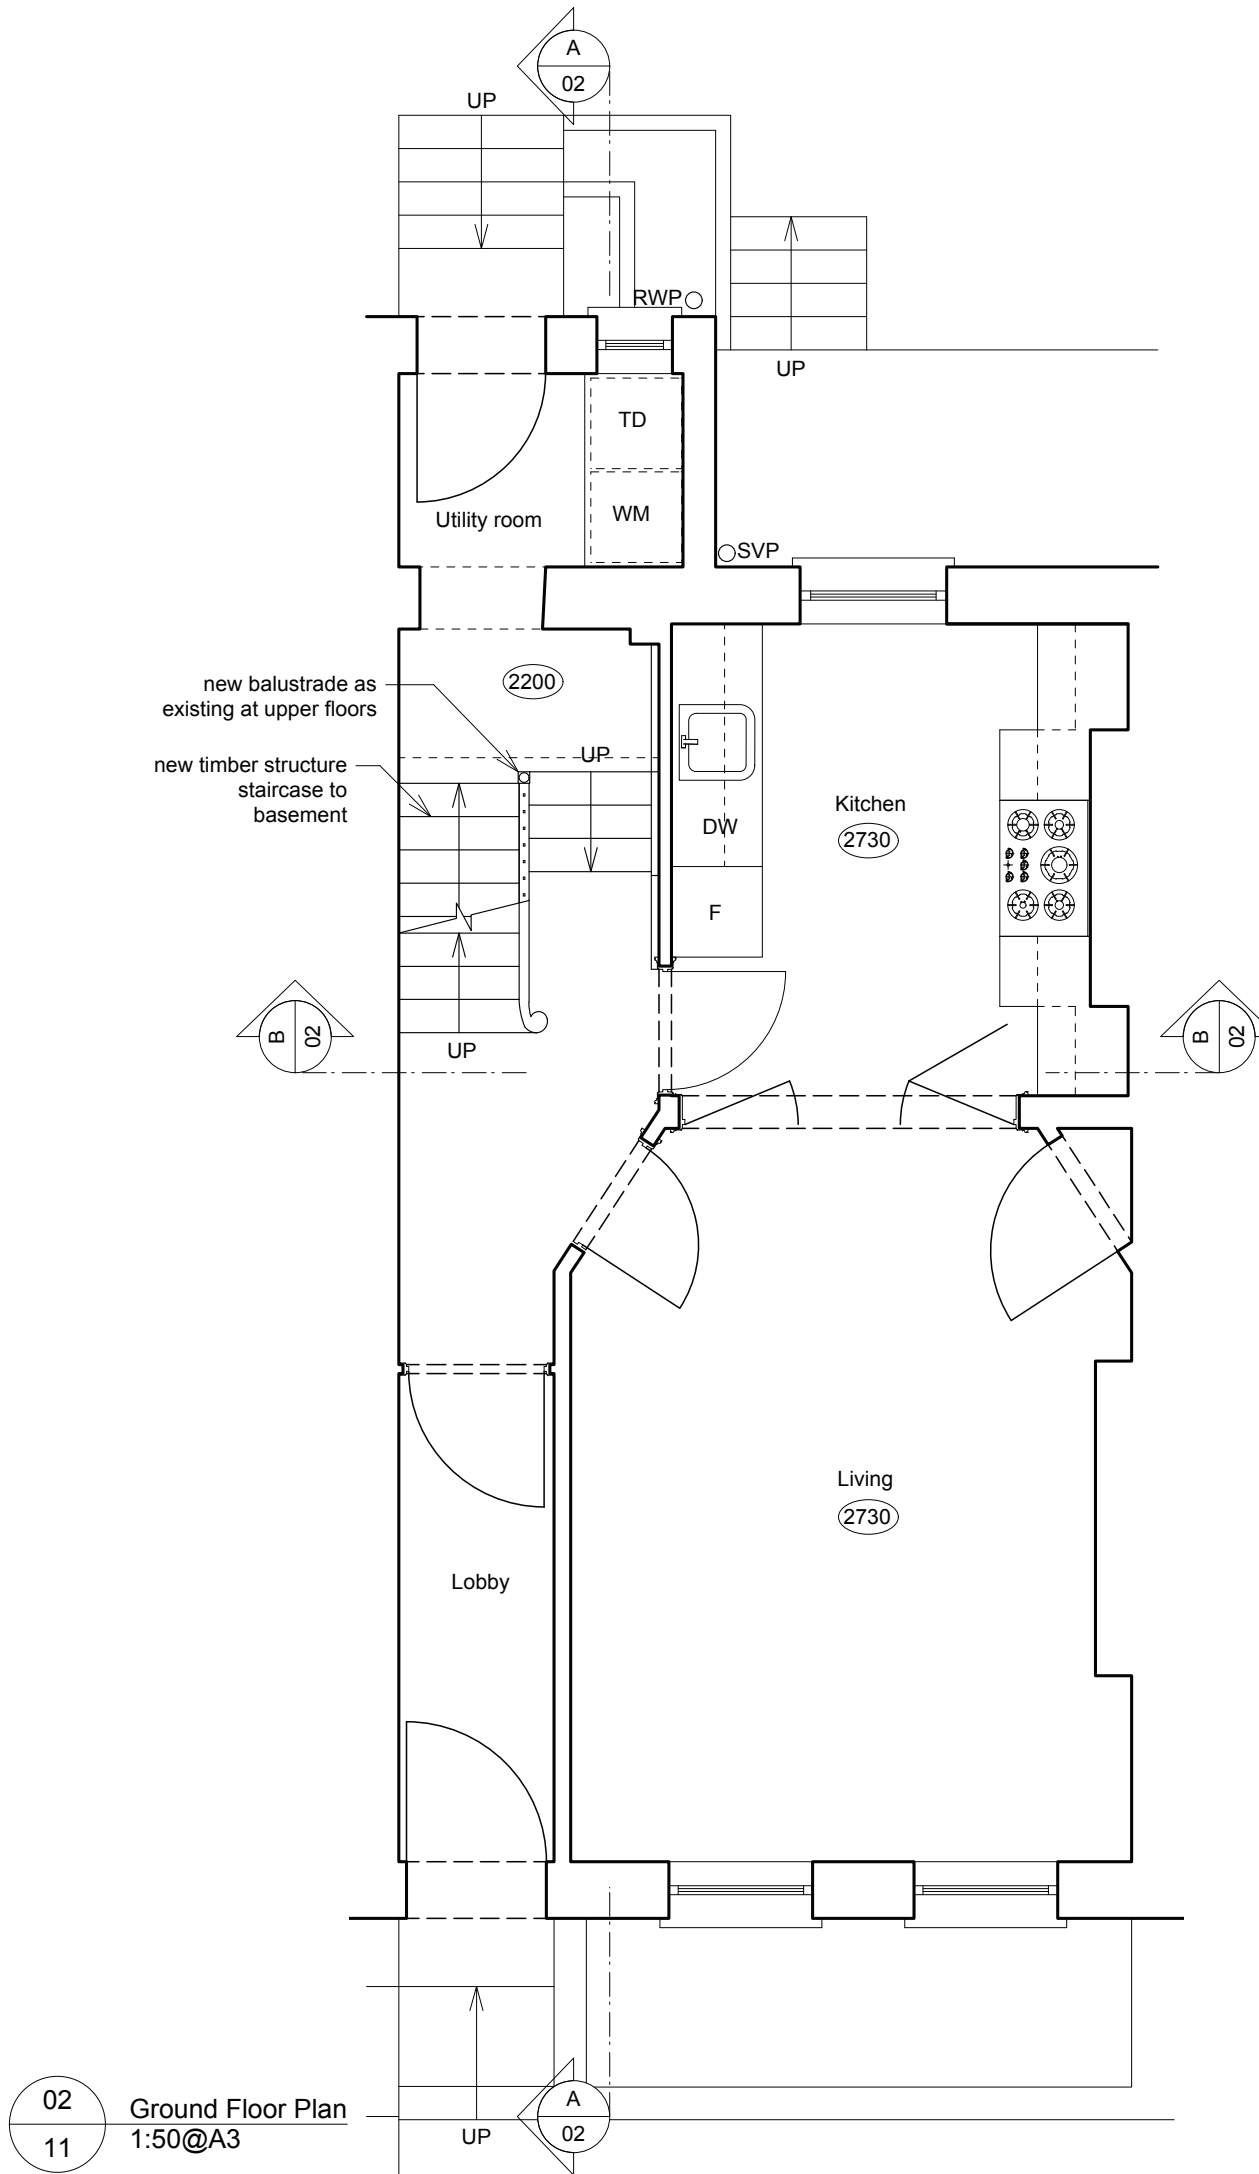 A
02
UP
RWP
UP
TD
WM
Utility room
SVP
new balustrade as
existing at upper floors
2200
new timber structure
staircase to
basement
UP
Kitchen
2730
DW
F
B
02
B
02
UP
Living
2730
Lobby
02
11
Ground Floor Plan
1:50@A3
UP
A
02